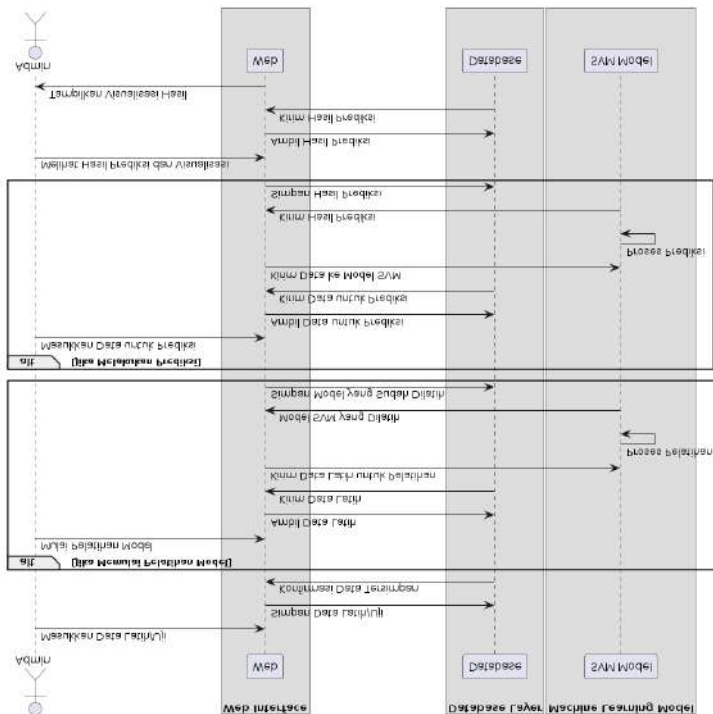 Web Interface
Database Layer
Machine Learning Model
Admin
Web
Database
SVM Model
Masukkan Data Latih/Uji
Simpan Data Latih/Uji
Konfirmasi Data Tersimpan
alt [Jika Memulai Pelatihan Model]
Mulai Pelatihan Model
Ambil Data Latih
Kirim Data Latih
Kirim Data Latih untuk Pelatihan
Proses Pelatihan
Model SVM yang Dilatih
Simpan Model yang Sudah Dilatih
alt [Jika Melakukan Prediksi]
Masukkan Data untuk Prediksi
Ambil Data untuk Prediksi
Kirim Data untuk Prediksi
Kirim Data ke Model SVM
Proses Prediksi
Kirim Hasil Prediksi
Simpan Hasil Prediksi
Melihat Hasil Prediksi dan Visualisasi
Ambil Hasil Prediksi
Kirim Hasil Prediksi
Tampilkan Visualisasi Hasil
Admin
Web
Database
SVM Model